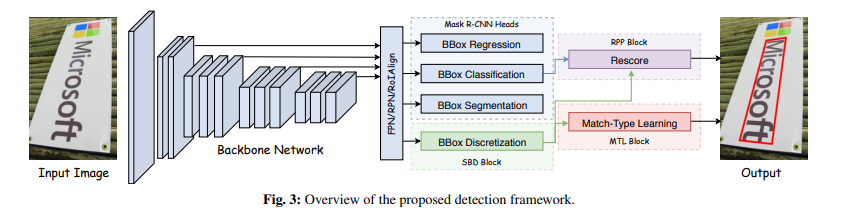 Microsoft
Input Image
Backbone Network
FPN/RPN/RoIAlign
Mask R-CNN Heads
BBox Regression
BBox Classification
BBox Segmentation
BBox Discretization
SBD Block
RPP Block
Rescore
Match-Type Learning
MTL Block
Microsoft
Output
Fig. 3: Overview of the proposed detection framework.